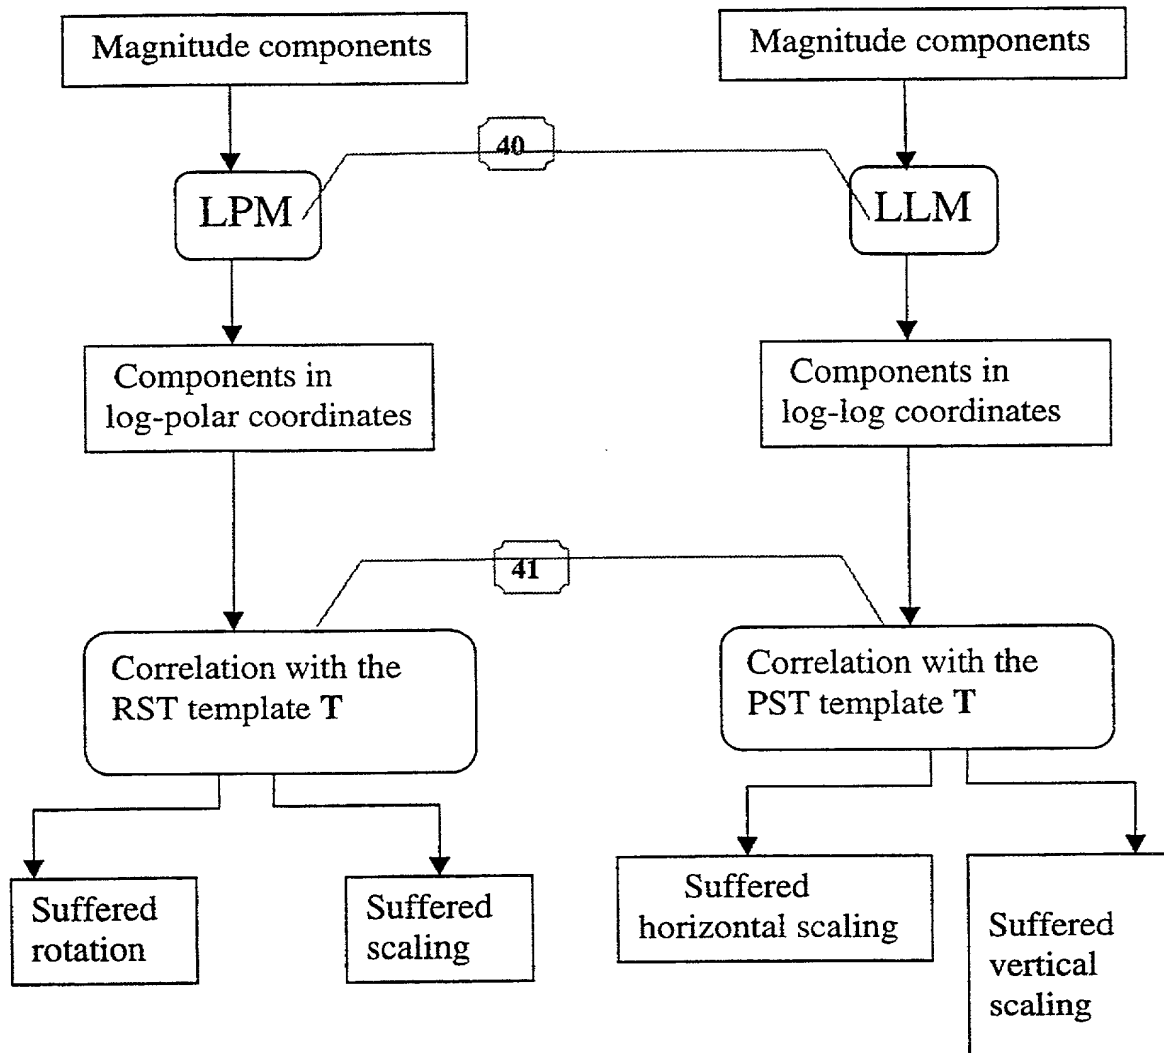 Magnitude components
Magnitude components
40
LPM
LLM
Components in
log-polar coordinates
Components in
log-log coordinates
41
Correlation with the
RST template T
Correlation with the
PST template T
Suffered
rotation
Suffered
scaling
Suffered
horizontal scaling
Suffered
vertical
scaling